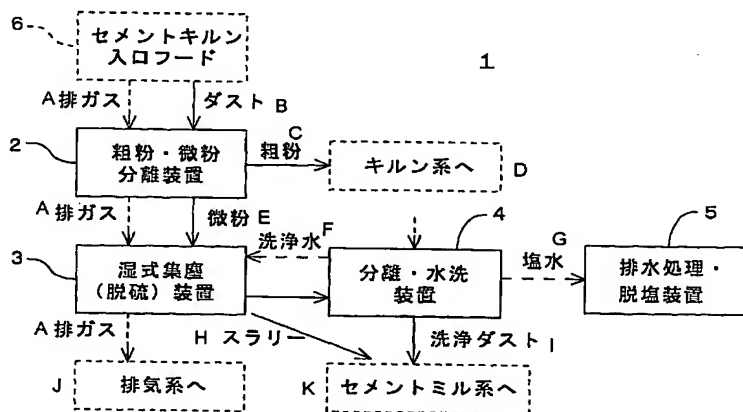 6
セメントキルン
入口フード
1
A 排ガス
ダスト B
2
粗粉・微粉
分離装置
C
粗粉
キルン系へ
D
A 排ガス
微粉 E
洗浄水 F
4
G
塩水
5
3
湿式集塵
(脱硫)装置
分離・水洗
装置
排水処理・
脱塩装置
A 排ガス
H スラリー
洗浄ダスト I
J
排気系へ
K
セメントミル系へ